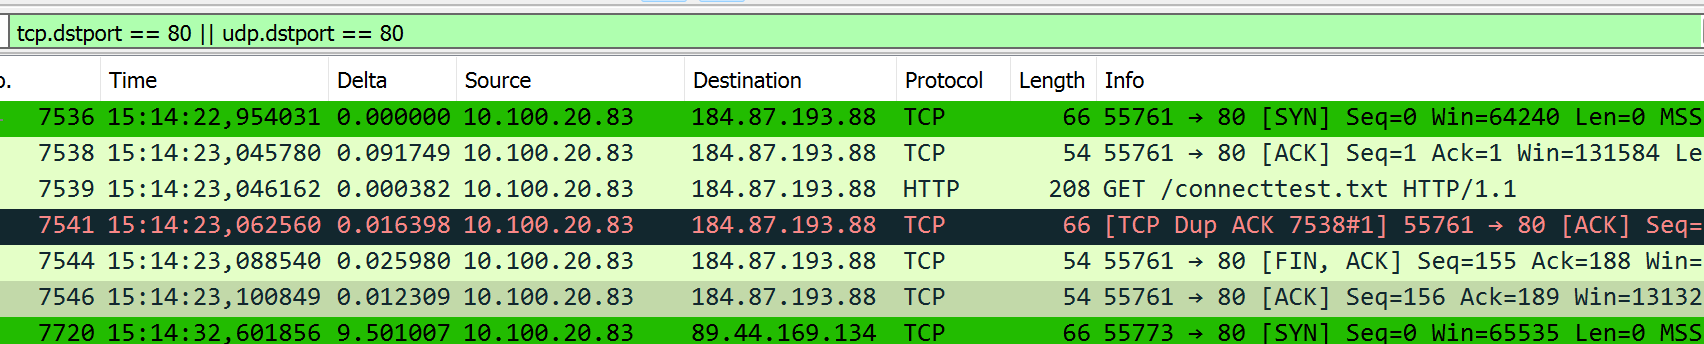 tcp.dstport == 80 || udp.dstport == 80
o. Time Delta Source Destination Protocol Length Info
7536 15:14:22,954031 0.000000 10.100.20.83 184.87.193.88 TCP 66 55761 → 80 [SYN] Seq=0 Win=64240 Len=0 MSS
7538 15:14:23,045780 0.091749 10.100.20.83 184.87.193.88 TCP 54 55761 → 80 [ACK] Seq=1 Ack=1 Win=131584 Le
7539 15:14:23,046162 0.000382 10.100.20.83 184.87.193.88 HTTP 208 GET /connecttest.txt HTTP/1.1
7541 15:14:23,062560 0.016398 10.100.20.83 184.87.193.88 TCP 66 [TCP Dup ACK 7538#1] 55761 → 80 [ACK] Seq=
7544 15:14:23,088540 0.025980 10.100.20.83 184.87.193.88 TCP 54 55761 → 80 [FIN, ACK] Seq=155 Ack=188 Win=
7546 15:14:23,100849 0.012309 10.100.20.83 184.87.193.88 TCP 54 55761 → 80 [ACK] Seq=156 Ack=189 Win=13132
7720 15:14:32,601856 9.501007 10.100.20.83 89.44.169.134 TCP 66 55773 → 80 [SYN] Seq=0 Win=65535 Len=0 MSS